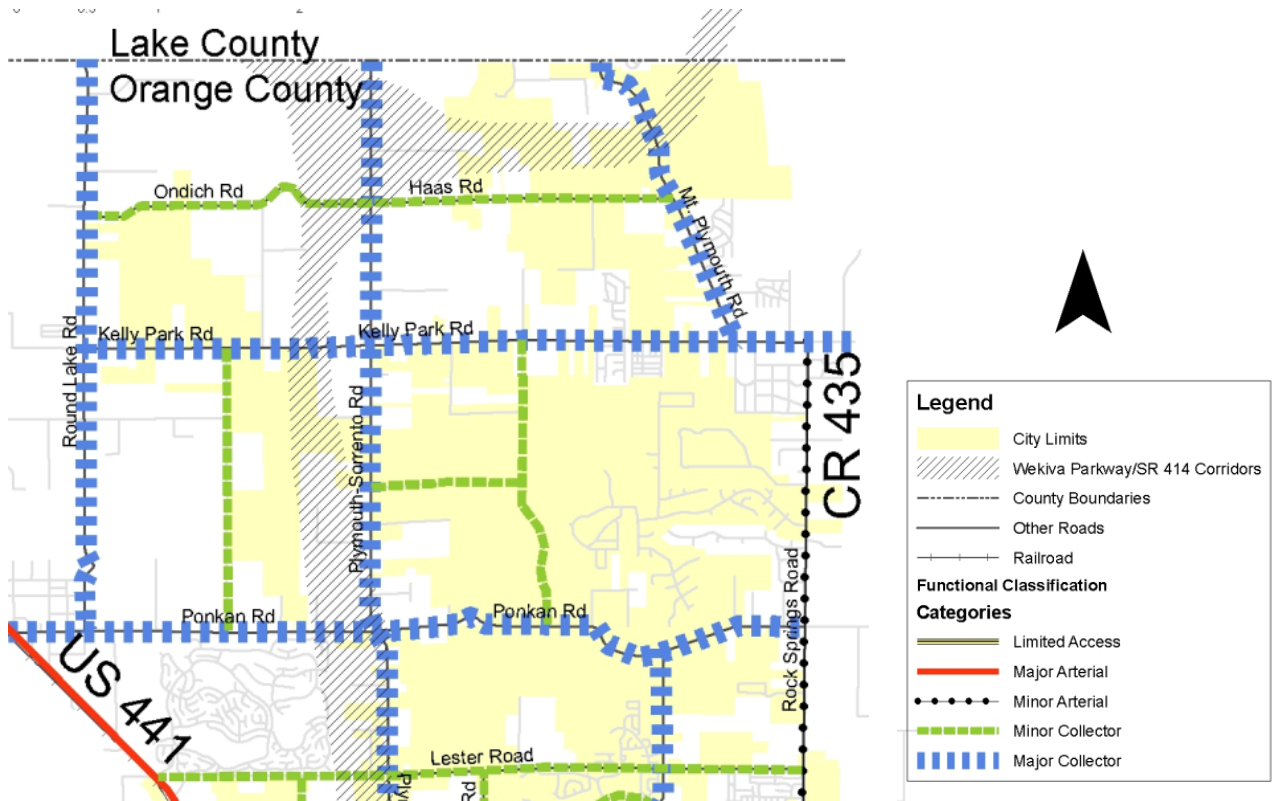 Lake County
Orange County
Ondich Rd
Haas Rd
Mt. Plymouth Rd
Kelly Park Rd
Kelly Park Rd
Round Lake Rd
Plymouth-Sorrento Rd
CR 435
Ponkan Rd
Ponkan Rd
Rock Springs Road
US 441
Lester Road
Rd
Legend
City Limits
Wekiva Parkway/SR 414 Corridors
County Boundaries
Other Roads
Railroad
Functional Classification
Categories
Limited Access
Major Arterial
Minor Arterial
Minor Collector
Major Collector